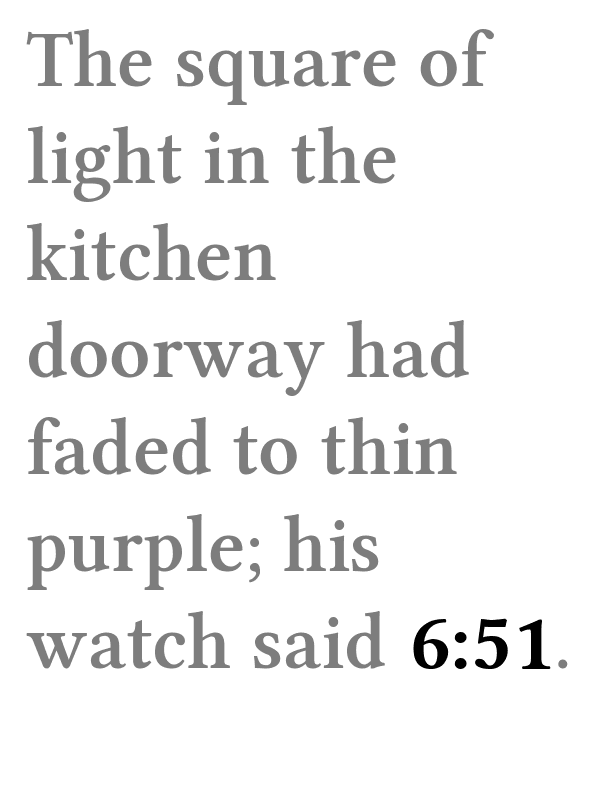 The square of
light in the
kitchen
doorway had
faded to thin
purple; his
watch said 6:51.